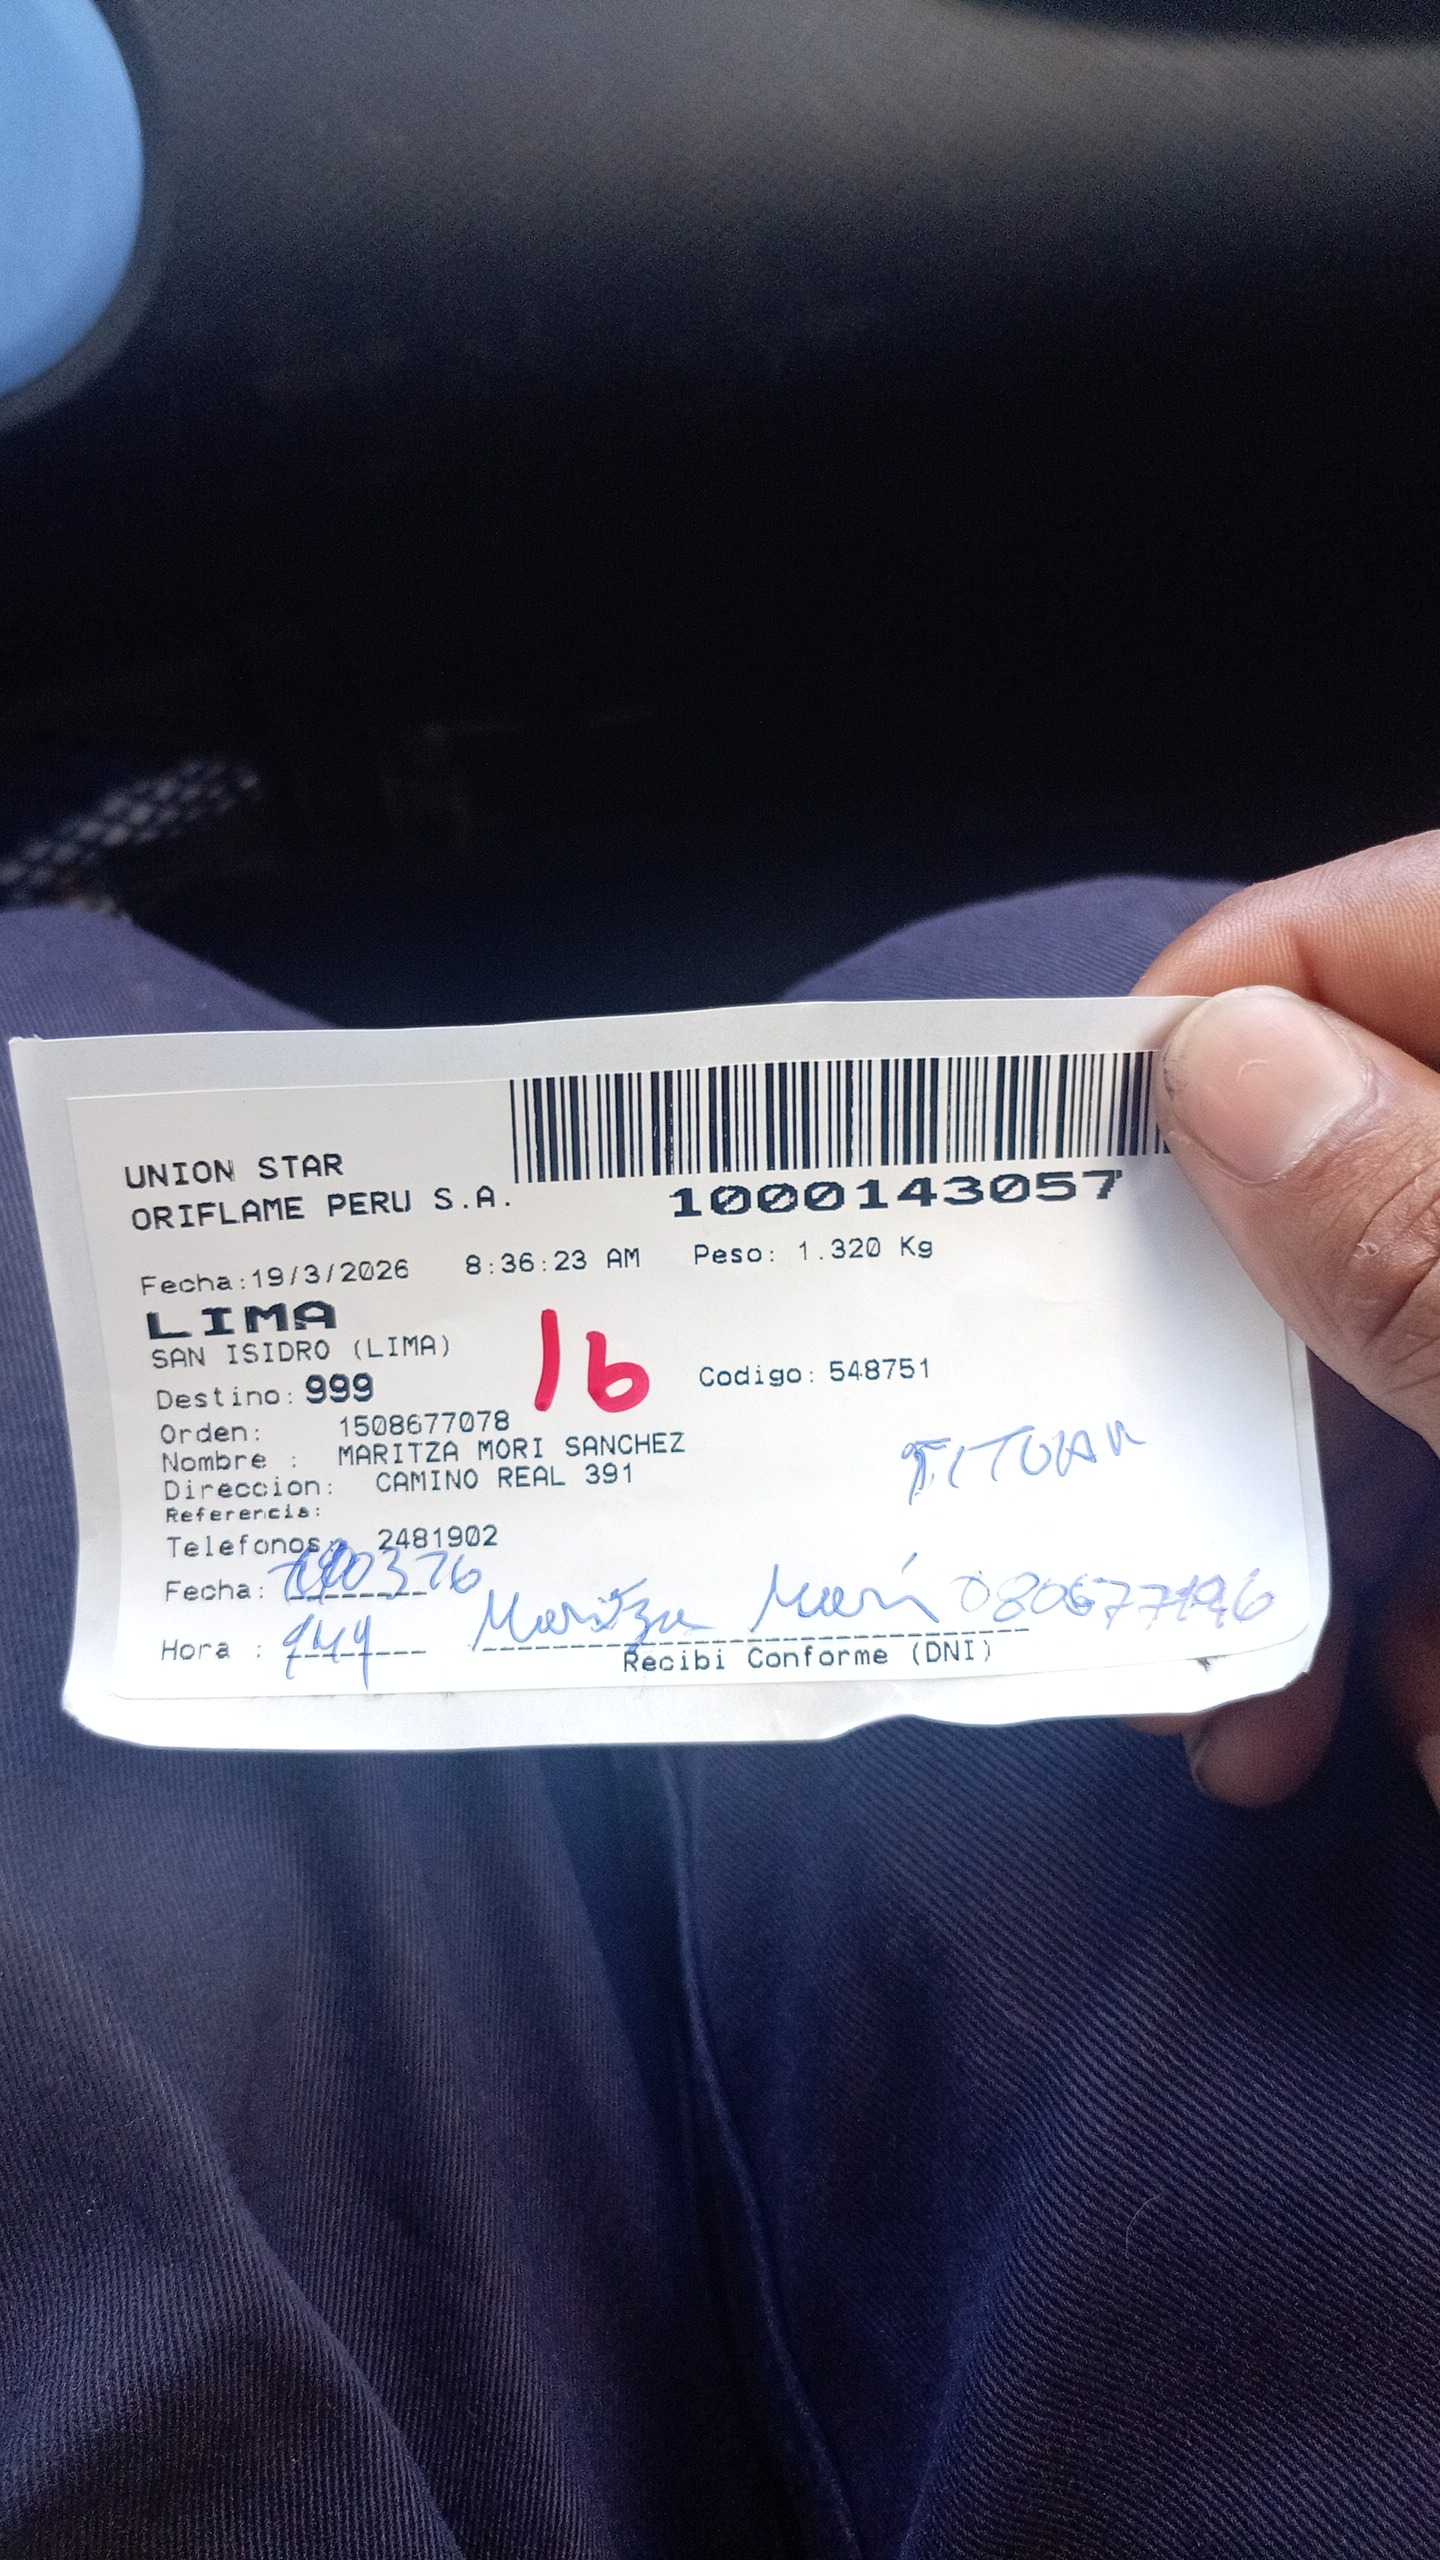 UNION STAR
ORIFLAME PERU S.A.
1000143057
Fecha:19/3/2026 8:36:23 AM Peso: 1.320 Kg
LIMA
SAN ISIDRO (LIMA)
16
Destino: 999 Codigo: 548751
Orden: 1508677078
Nombre : MARITZA MORI SANCHEZ
Direccion: CAMINO REAL 391
TITULAR
Referencia:
Telefonos: 2481902
Fecha:
Hora : Maritza Mori
Recibi Conforme (DNI)